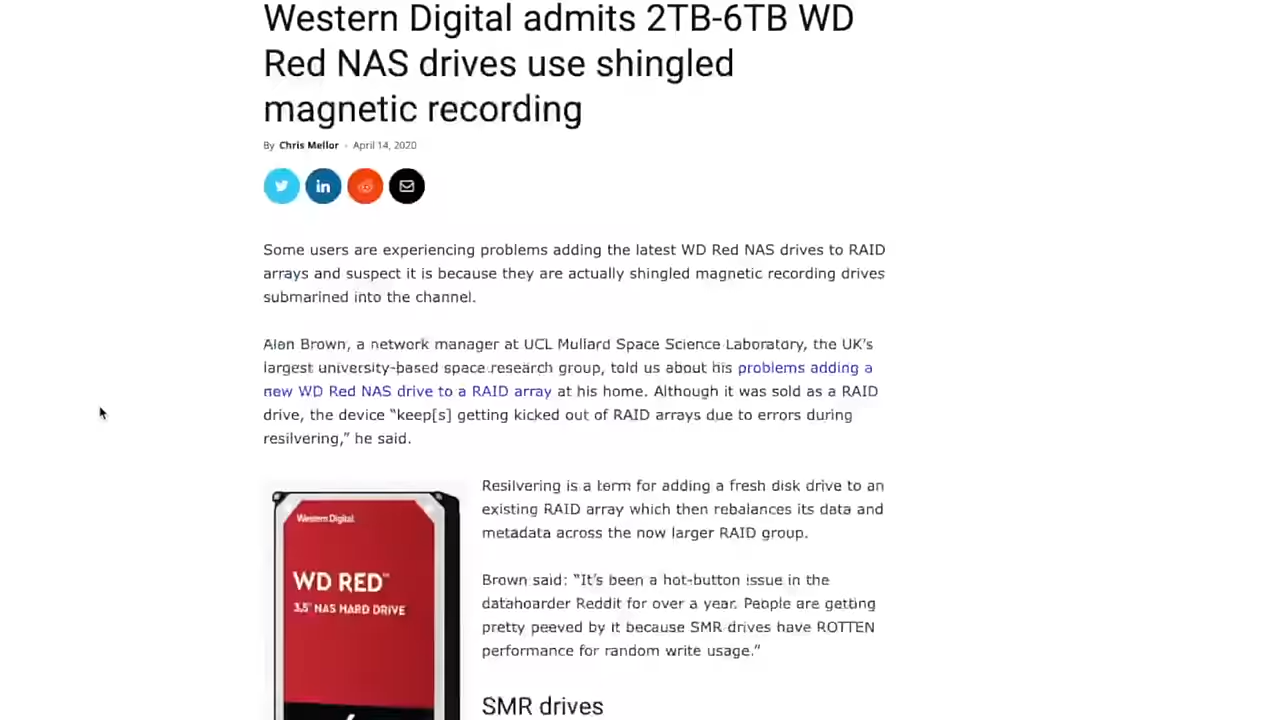 Western Digital admits 2TB-6TB WD
Red NAS drives use shingled
magnetic recording
By Chris Mellor - April 14, 2020
in
Some users are experiencing problems adding the latest WD Red NAS drives to RAID
arrays and suspect it is because they are actually shingled magnetic recording drives
submarined into the channel.
Alan Brown, a network manager at UCL Mullard Space Science Laboratory, the UK's
largest university-based space research group, told us about his problems adding a
new WD Red NAS drive to a RAID array at his home. Although it was sold as a RAID
drive, the device “keep[s] getting kicked out of RAID arrays due to errors during
resilvering,” he said.
Western Digital
WD RED™
3.5" NAS HARD DRIVE
Resilvering is a term for adding a fresh disk drive to an
existing RAID array which then rebalances its data and
metadata across the now larger RAID group.
Brown said: “It's been a hot-button issue in the
datahoarder Reddit for over a year. People are getting
pretty peeved by it because SMR drives have ROTTEN
performance for random write usage.”
SMR drives